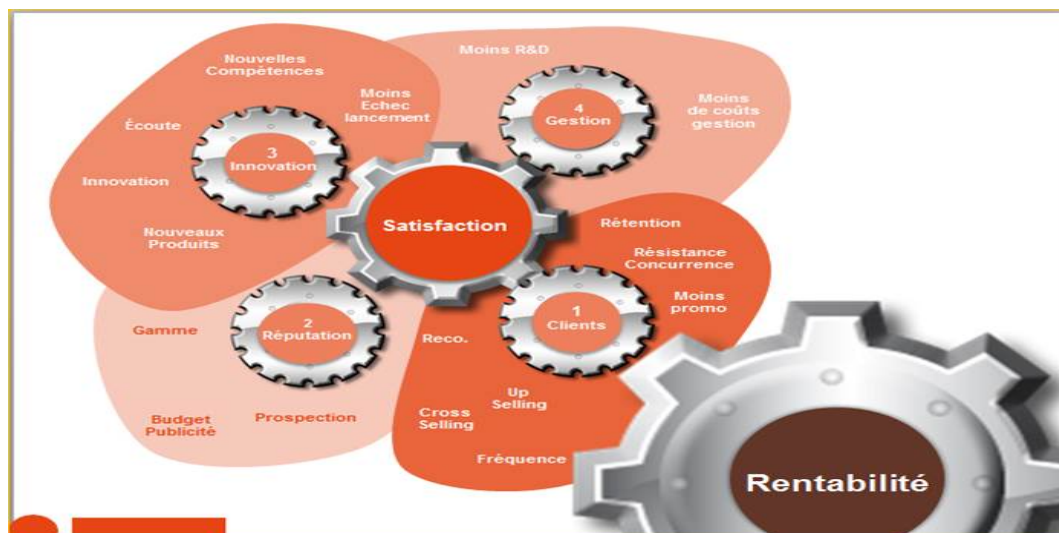 Moins R&D
Nouvelles
Compétences
Moins
Echec
lancement
Moins
de coûts
gestion
4
Gestion
Écoute
3
Innovation
Innovation
Nouveaux
Produits
Satisfaction
Rétention
Résistance
Concurrence
Moins
promo
1
Clients
2
Réputation
Gamme
Reco.
Up
Selling
Cross
Selling
Budget
Publicité
Prospection
Fréquence
Rentabilité